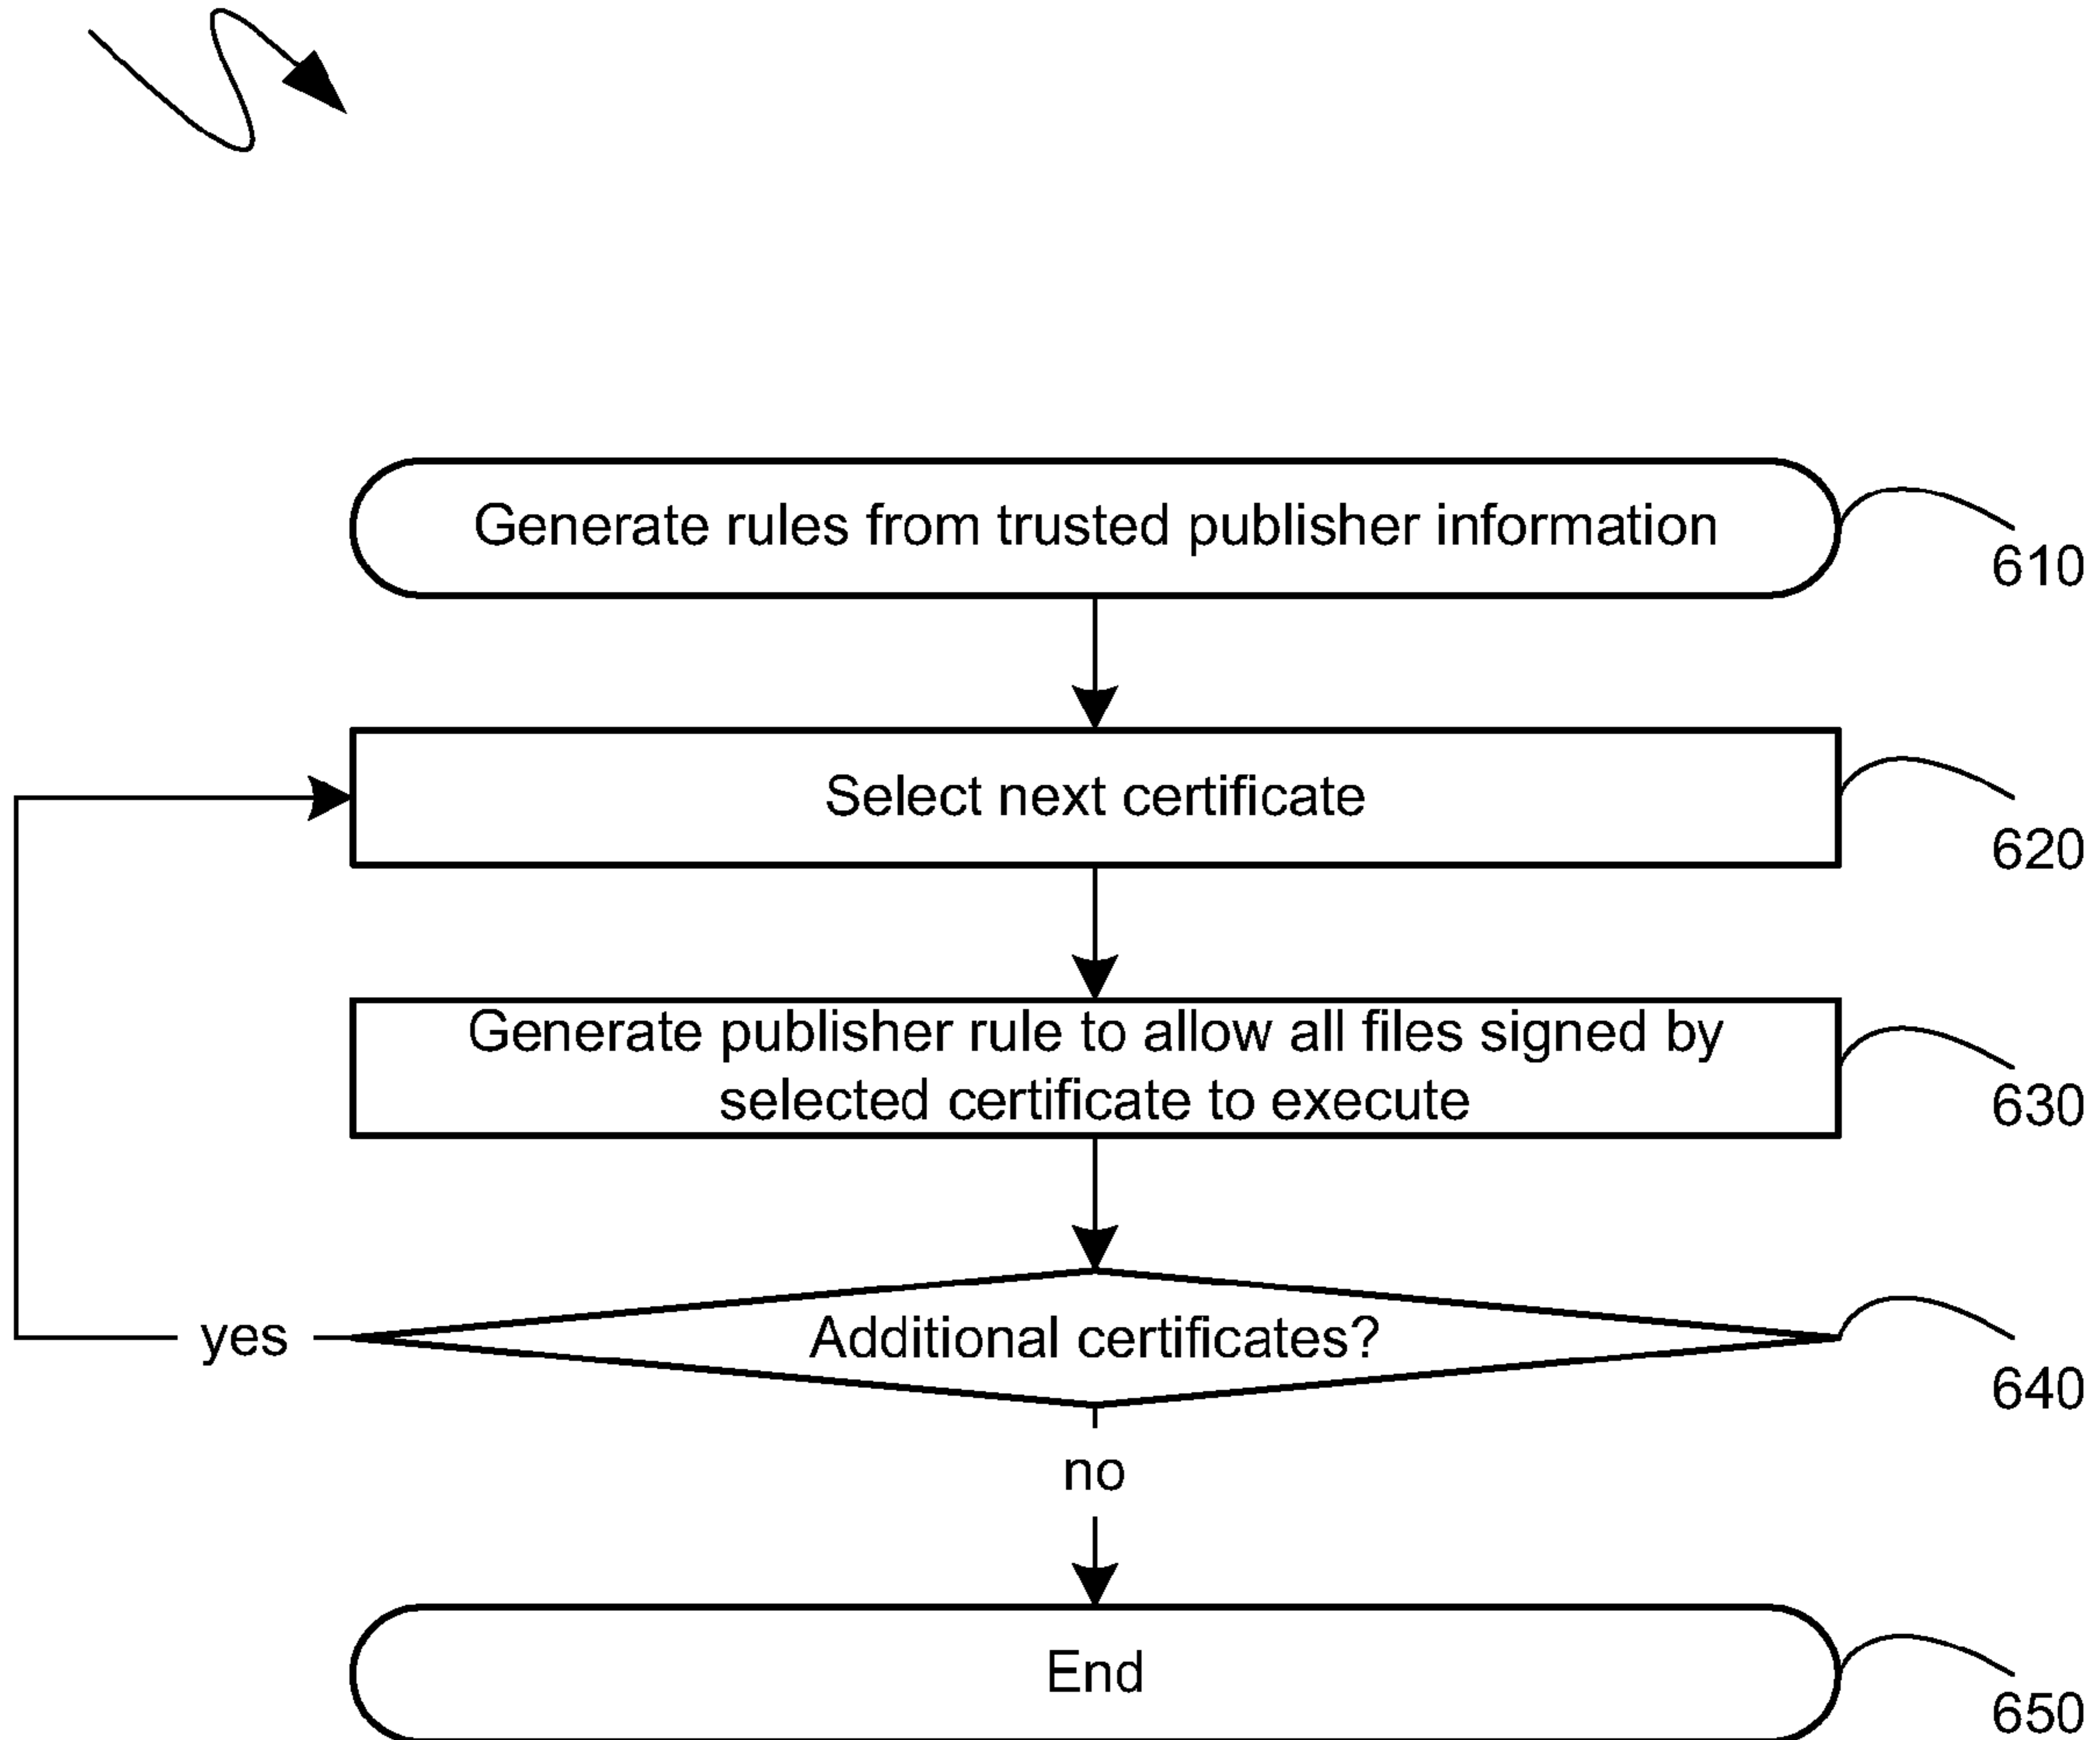 Generate rules from trusted publisher information
610
Select next certificate
620
Generate publisher rule to allow all files signed by
selected certificate to execute
630
Additional certificates?
yes
640
no
End
650